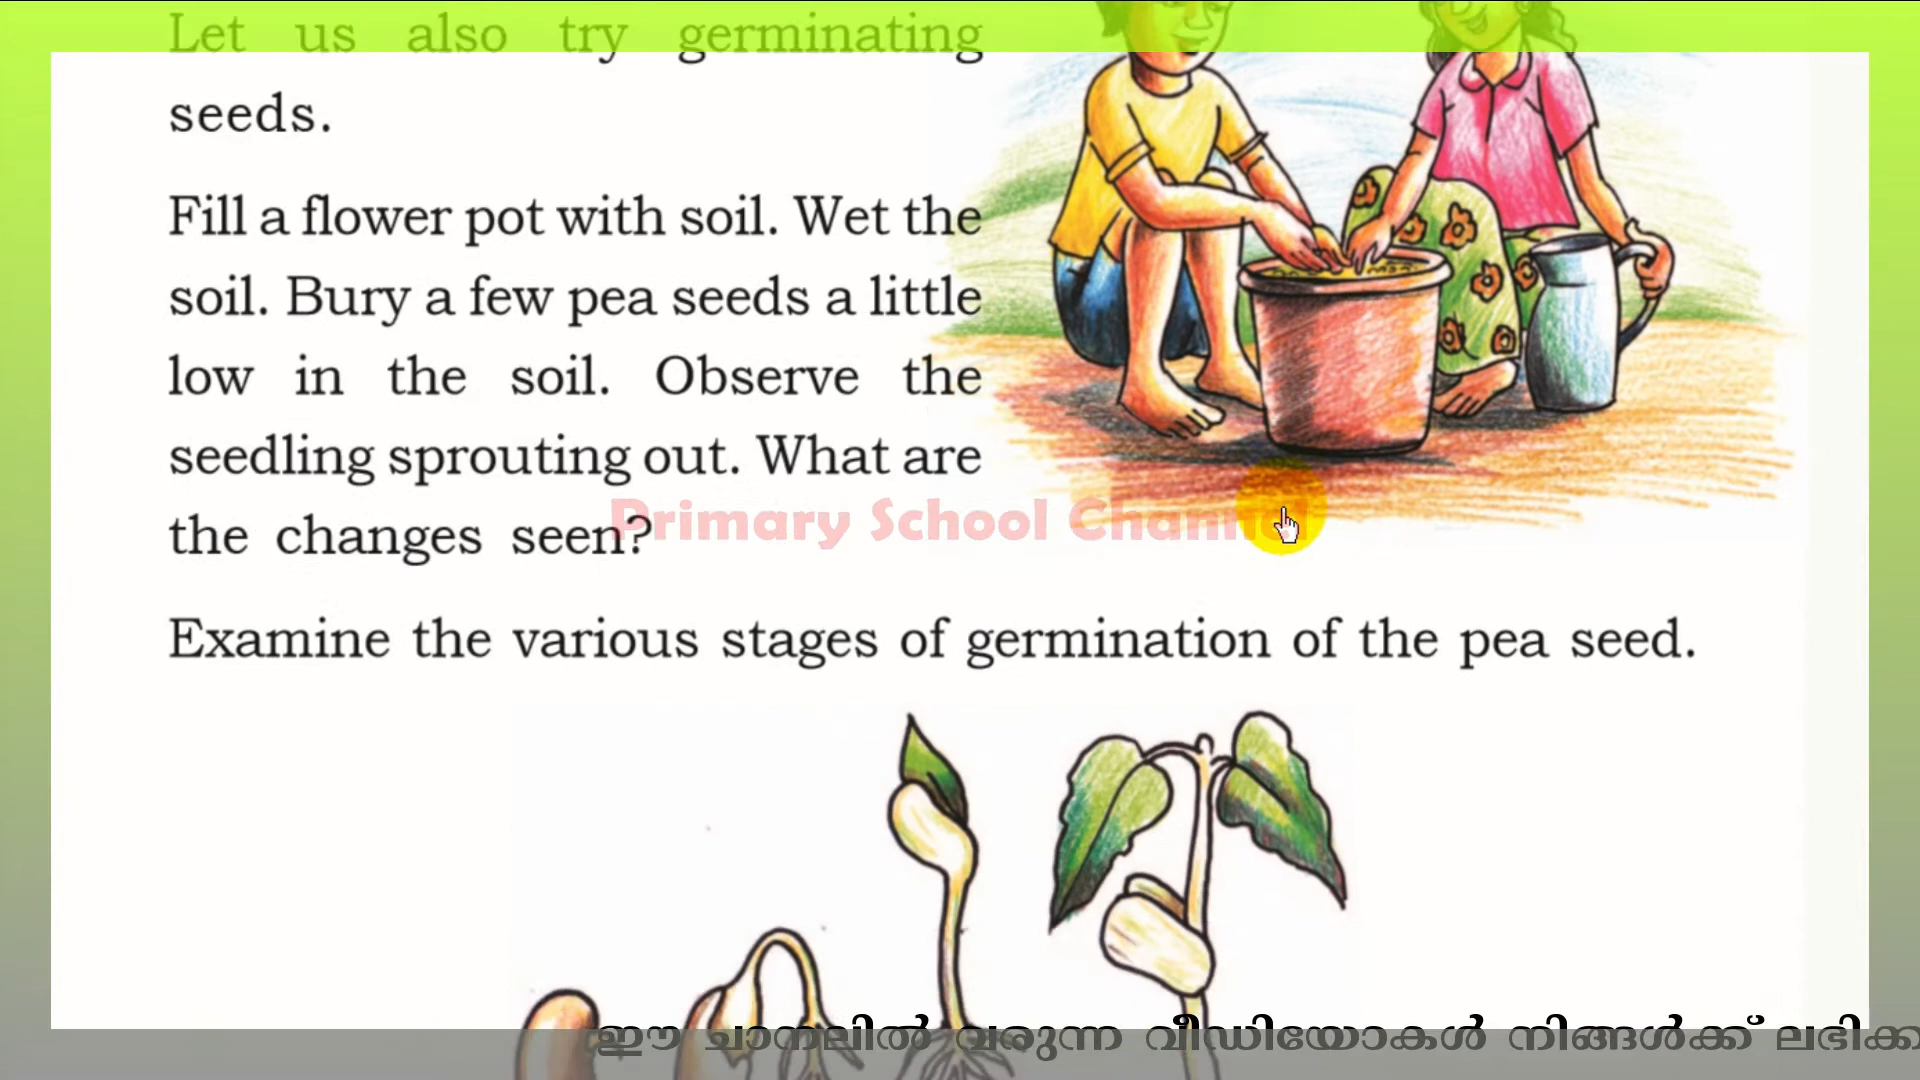 Let us also try germinating
seeds.
Fill a flower pot with soil. Wet the
soil. Bury a few pea seeds a little
low in the soil. Observe the
seedling sprouting out. What are
the changes seen?
Primary School Channel
Examine the various stages of germination of the pea seed.
ഈ ചാനലിൽ വരുന്ന വീഡിയോകൾ നിങ്ങൾക്ക്